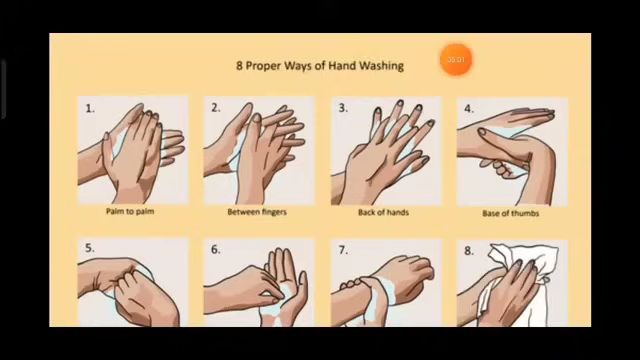 8 Proper Ways of Hand Washing
1.
2.
3.
4.
Palm to palm
Between fingers
Back of hands
Base of thumbs
5.
6.
7.
8.